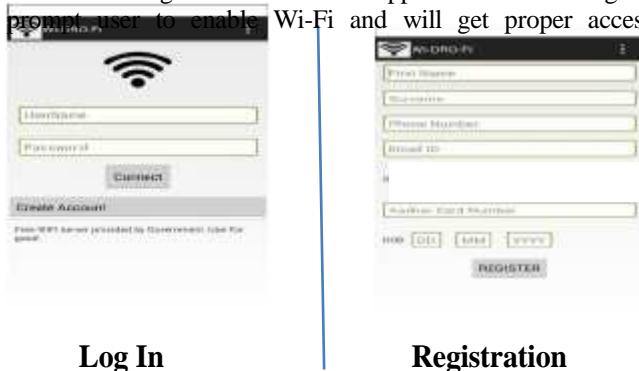 prompt user to enable Wi-Fi and will get proper acces
WI-DRO-FI
UserName
Password
Connect
Create Account
Free WIFI server provided by Government. Use for
good!
Log In
WI-DRO-FI
First Name
Surname
Phone Number
Email ID
Aadhar Card Number
DOB DD MM YYYY
REGISTER
Registration